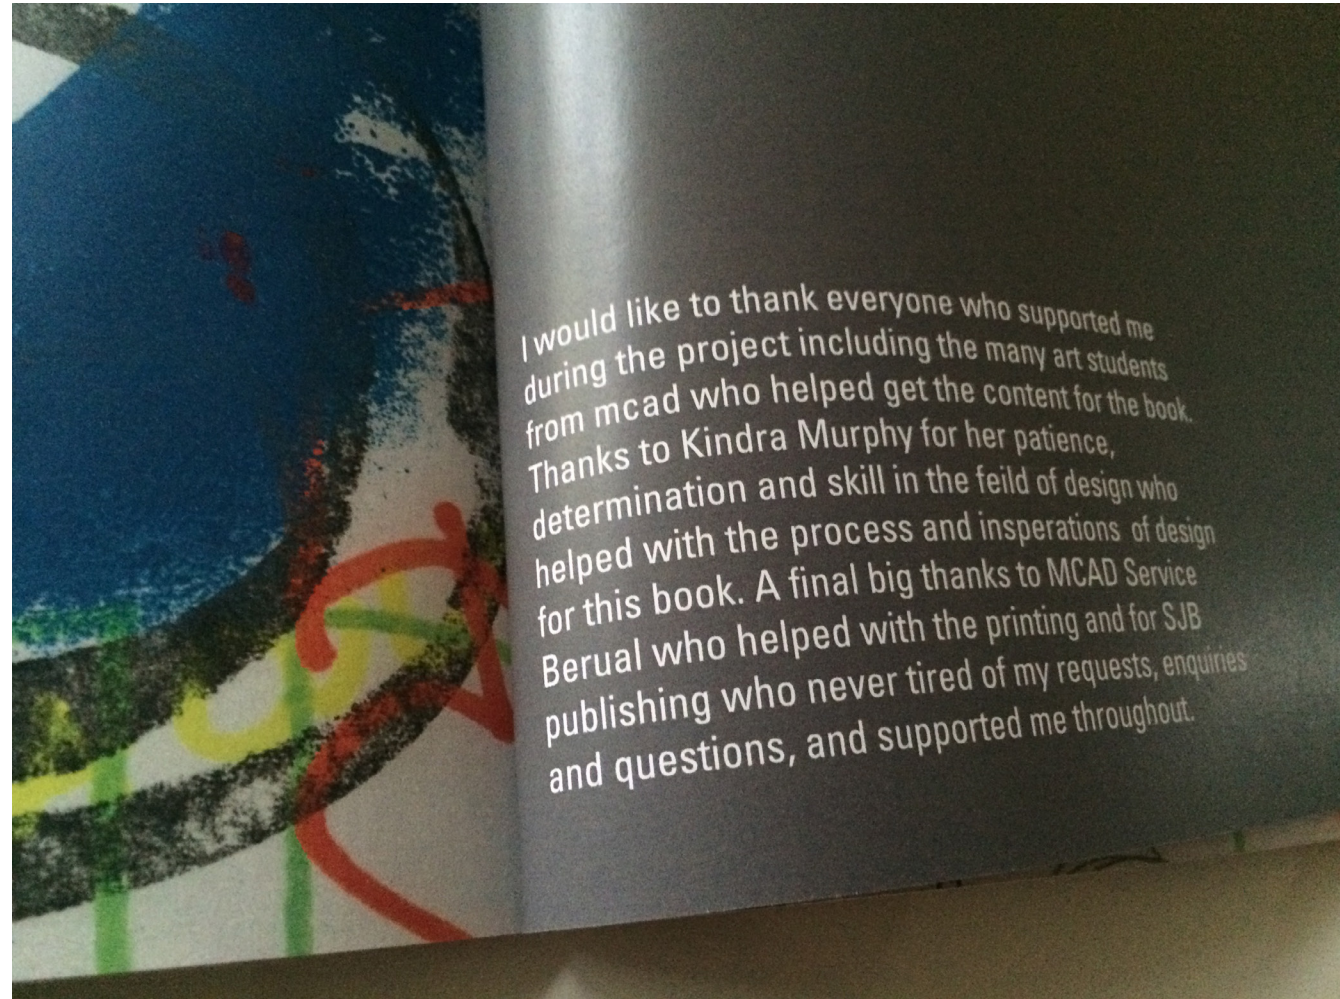 I would like to thank everyone who supported me
during the project including the many art students
from mcad who helped get the content for the book.
Thanks to Kindra Murphy for her patience,
determination and skill in the feild of design who
helped with the process and insperations of design
for this book. A final big thanks to MCAD Service
Berual who helped with the printing and for SJB
publishing who never tired of my requests, enquiries
and questions, and supported me throughout.